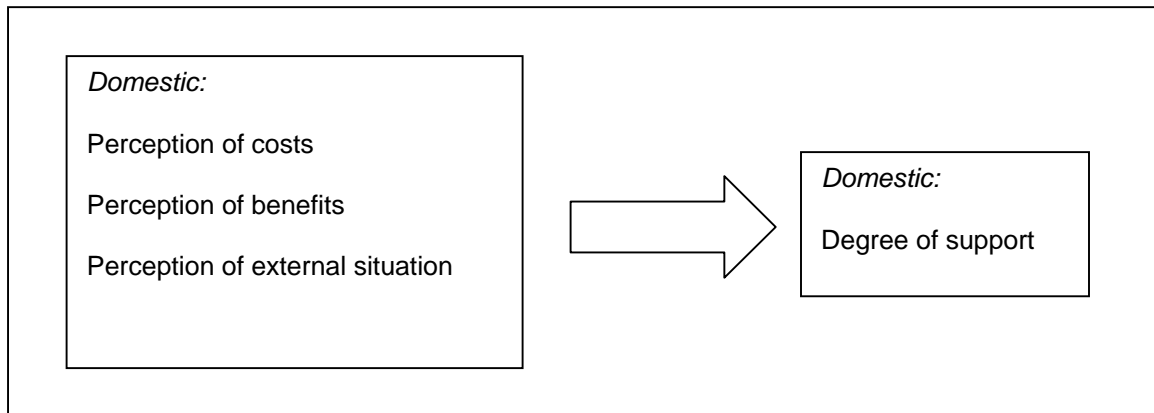 Domestic:
Perception of costs
Perception of benefits
Perception of external situation
Domestic:
Degree of support